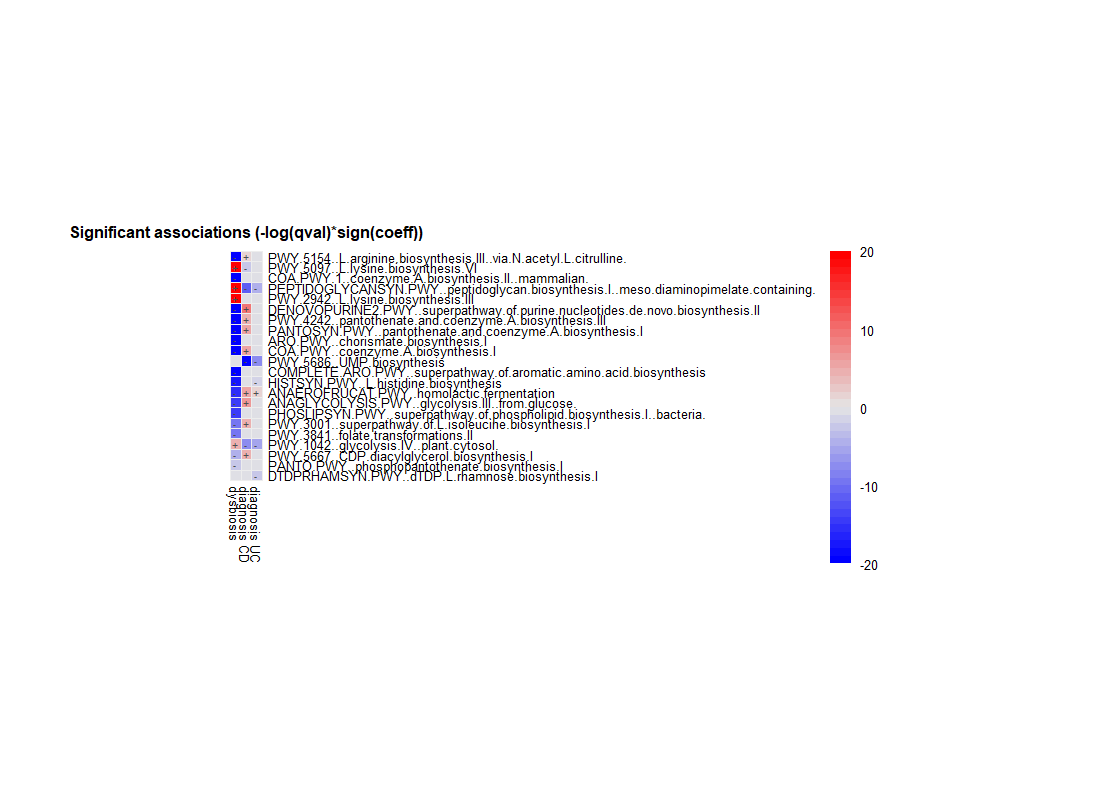 Significant associations (-log(qval)*sign(coeff))
PWY.5154..L.arginine.biosynthesis.III..via.N.acetyl.L.citrulline.
PWY.5097..L.lysine.biosynthesis.VI
COA.PWY.1..coenzyme.A.biosynthesis.II..mammalian.
PEPTIDOGLYCANSYN.PWY..peptidoglycan.biosynthesis.I..meso.diaminopimelate.containing.
PWY.2942..L.lysine.biosynthesis.III
DENOVOPURINE2.PWY..superpathway.of.purine.nucleotides.de.novo.biosynthesis.II
PWY.4242..pantothenate.and.coenzyme.A.biosynthesis.III
PANTOSYN.PWY..pantothenate.and.coenzyme.A.biosynthesis.I
ARO.PWY..chorismate.biosynthesis.I
COA.PWY..coenzyme.A.biosynthesis.I
PWY.5686..UMP.biosynthesis
COMPLETE.ARO.PWY..superpathway.of.aromatic.amino.acid.biosynthesis
HISTSYN.PWY..L.histidine.biosynthesis
ANAEROFRUCAT.PWY..homolactic.fermentation
ANAGLYCOLYSIS.PWY..glycolysis.III..from.glucose.
PHOSLIPSYN.PWY..superpathway.of.phospholipid.biosynthesis.I..bacteria.
PWY.3001..superpathway.of.L.isoleucine.biosynthesis.I
PWY.3841..folate.transformations.II
PWY.1042..glycolysis.IV..plant.cytosol.
PWY.5667..CDP.diacylglycerol.biosynthesis.I
PANTO.PWY..phosphopantothenate.biosynthesis.I
DTDPRHAMSYN.PWY..dTDP.L.rhamnose.biosynthesis.I
dysbiosis
diagnosis CD
diagnosis UC
20
10
0
-10
-20